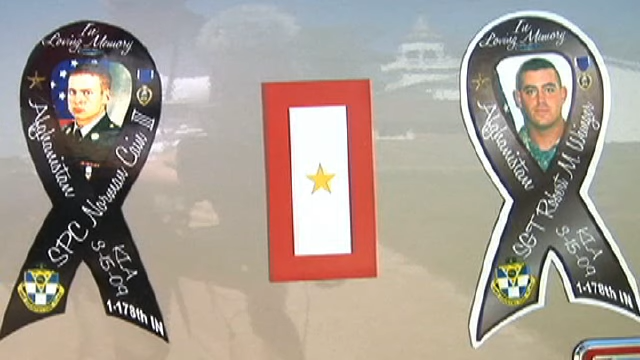 In
Loving Memory
Afghanistan
SPC Norman Cain III
KIA
3-15-09
1-178th IN
In
Loving Memory
Afghanistan
SGT Robert M Weinger
KIA
3-15-09
1-178th IN